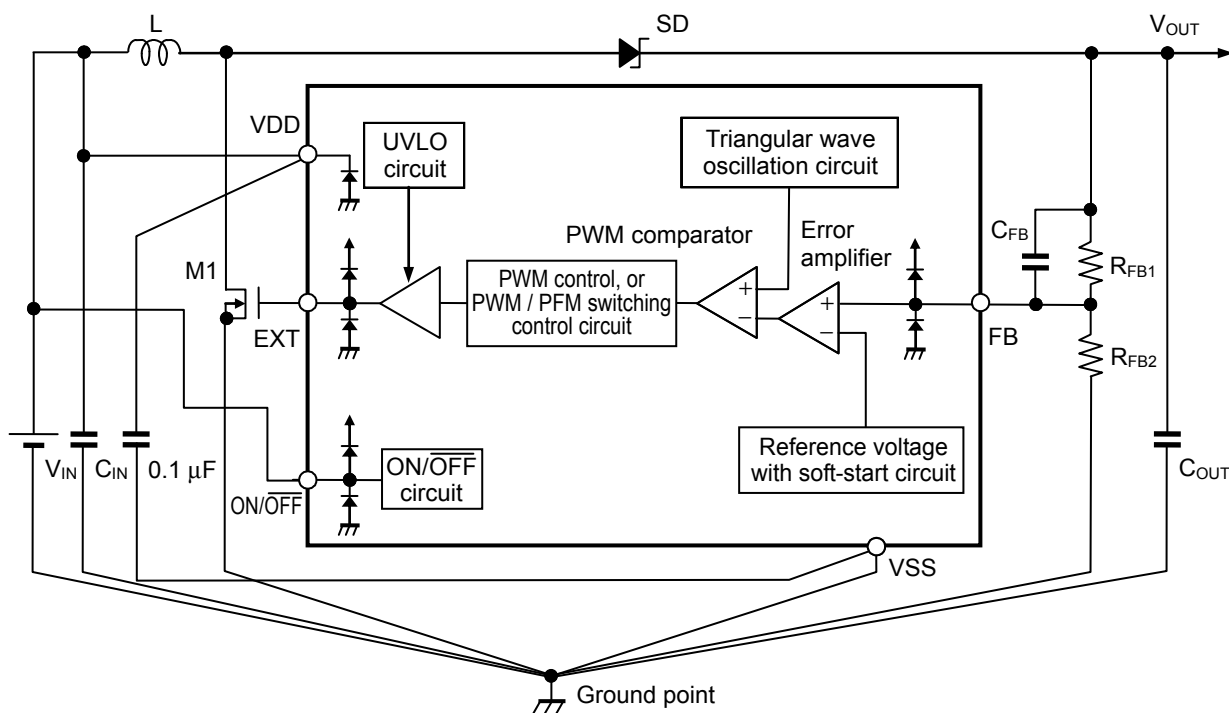 L
SD
VOUT
VDD
UVLO
circuit
Triangular wave
oscillation circuit
CFB
PWM comparator
Error
amplifier
M1
RFB1
PWM control, or
PWM / PFM switching
control circuit
+
−
+
−
EXT
FB
RFB2
VIN
CIN
0.1 μF
ON/OFF
circuit
ON/OFF
Reference voltage
with soft-start circuit
COUT
VSS
Ground point